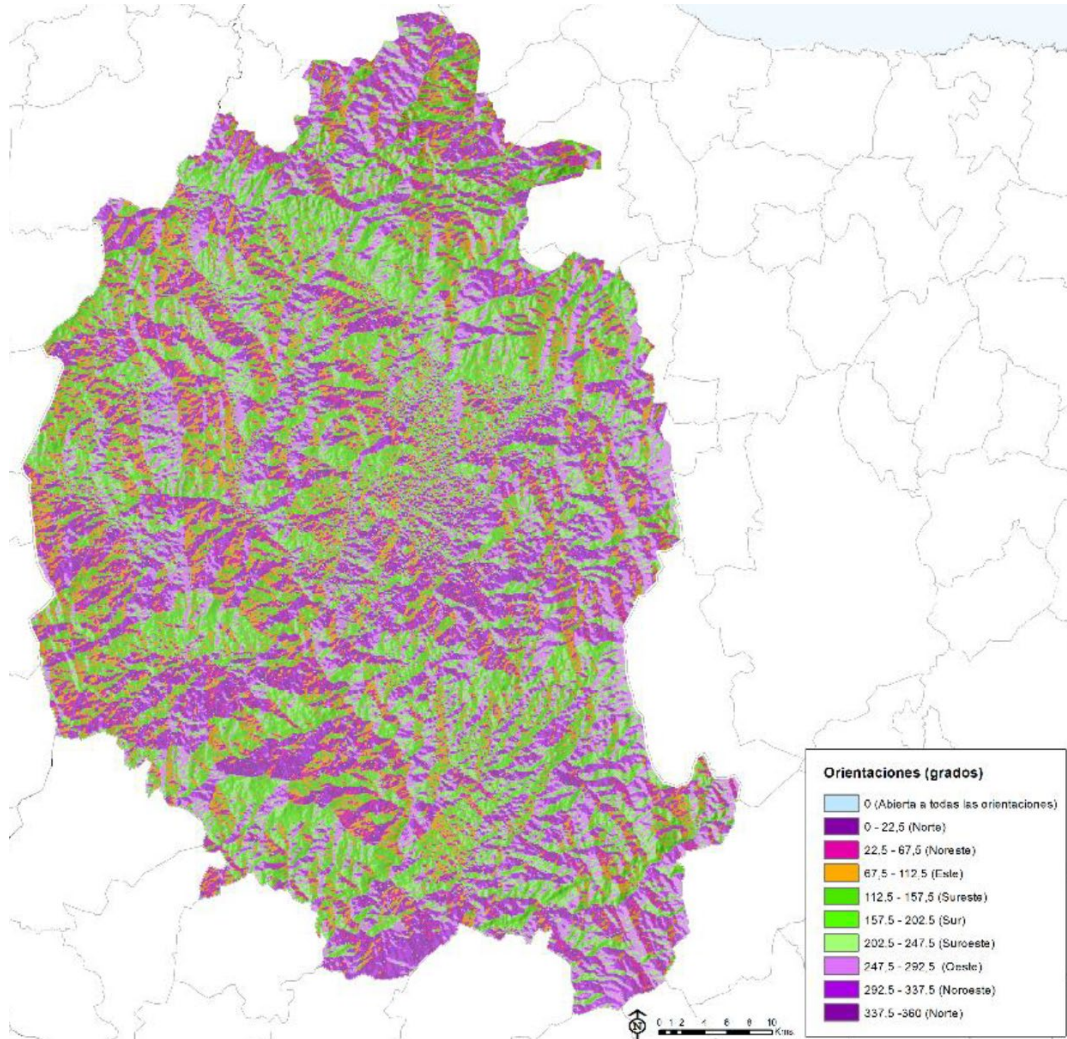 Orientaciones (grados)
0 (Abierta a todas las orientaciones)
0 - 22,5 (Norte)
22,5 - 67,5 (Noreste)
67,5 - 112,5 (Este)
112,5 - 157,5 (Sureste)
157,5 - 202,5 (Sur)
202,5 - 247,5 (Suroeste)
247,5 - 292,5 (Oeste)
292,5 - 337,5 (Noroeste)
337,5 -360 (Norte)
N
0 1 2 4 6 8 10
Kms.